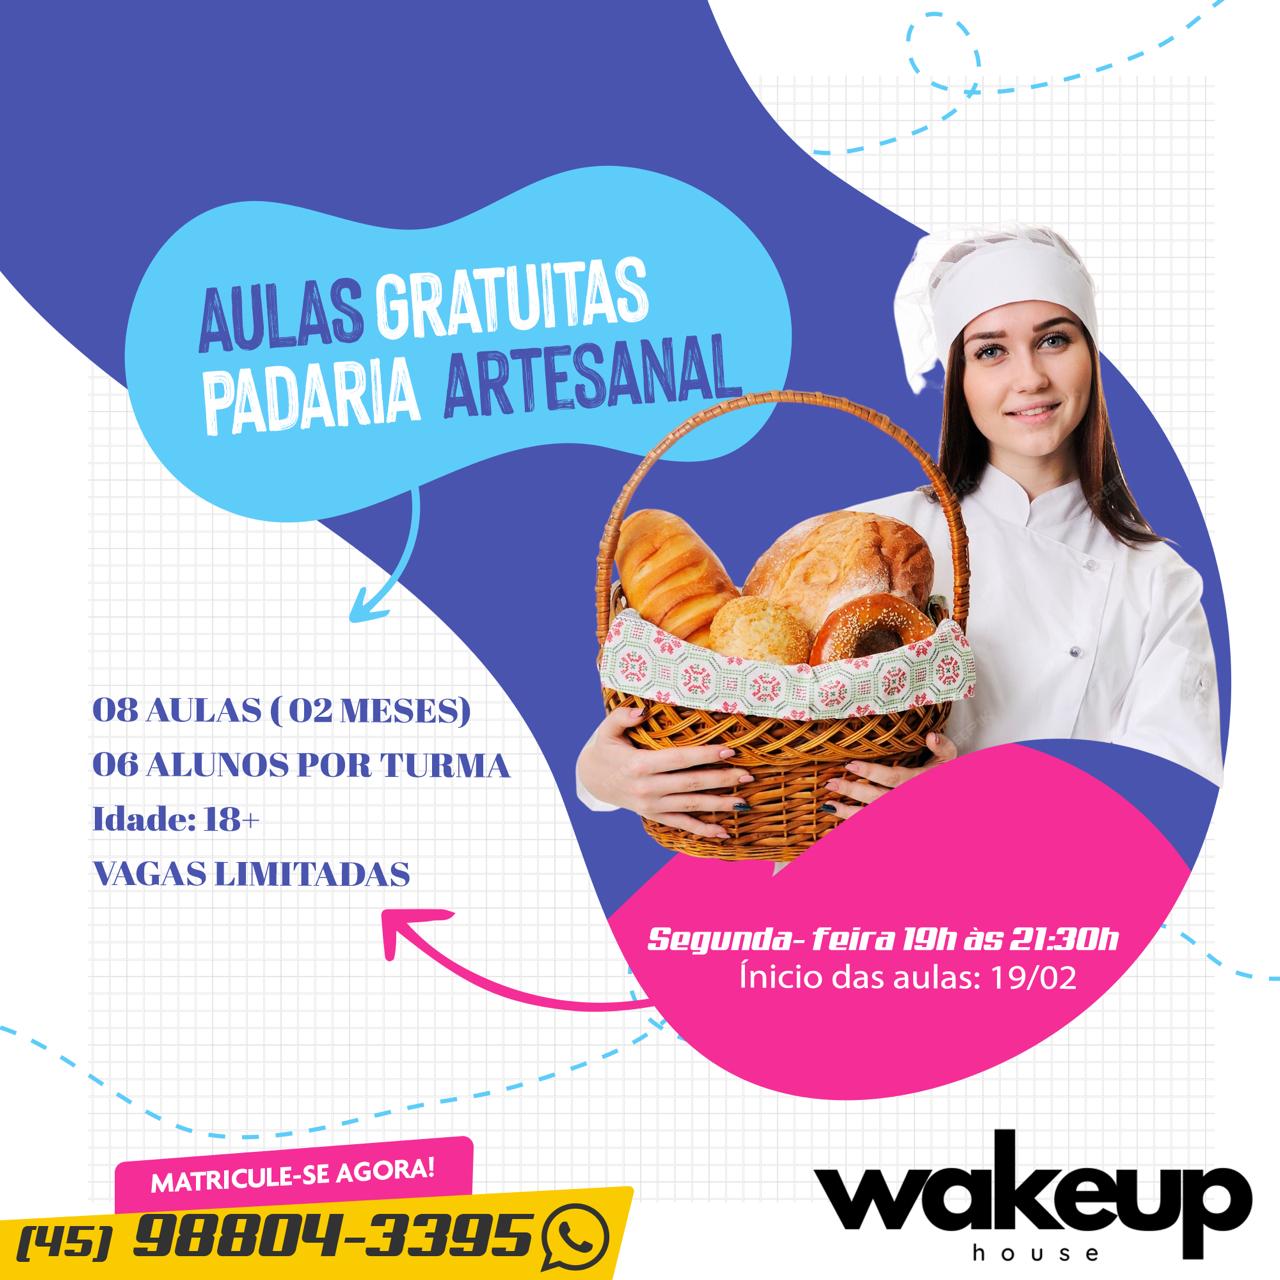 AULAS GRATUITAS
PADARIA ARTESANAL
08 AULAS ( 02 MESES)
06 ALUNOS POR TURMA
Idade: 18+
VAGAS LIMITADAS
Segunda- feira 19h às 21:30h
Ínicio das aulas: 19/02
MATRICULE-SE AGORA!
(45) 98804-3395
wakeup
house